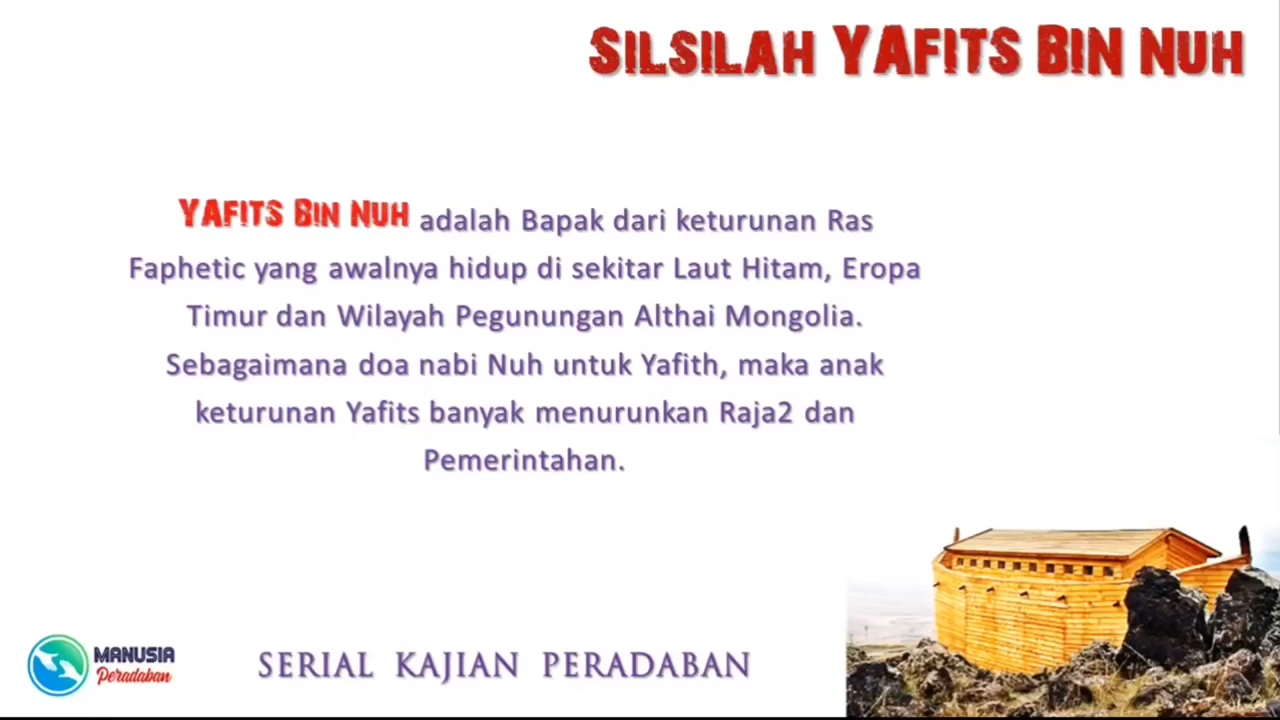 SILSILAH YAFITS BIN NUH
YAFITS BIN NUH adalah Bapak dari keturunan Ras
Faphetic yang awalnya hidup di sekitar Laut Hitam, Eropa
Timur dan Wilayah Pegunungan Althai Mongolia.
Sebagaimana doa nabi Nuh untuk Yafith, maka anak
keturunan Yafits banyak menurunkan Raja2 dan
Pemerintahan.
MANUSIA
Peradaban
SERIAL KAJIAN PERADABAN